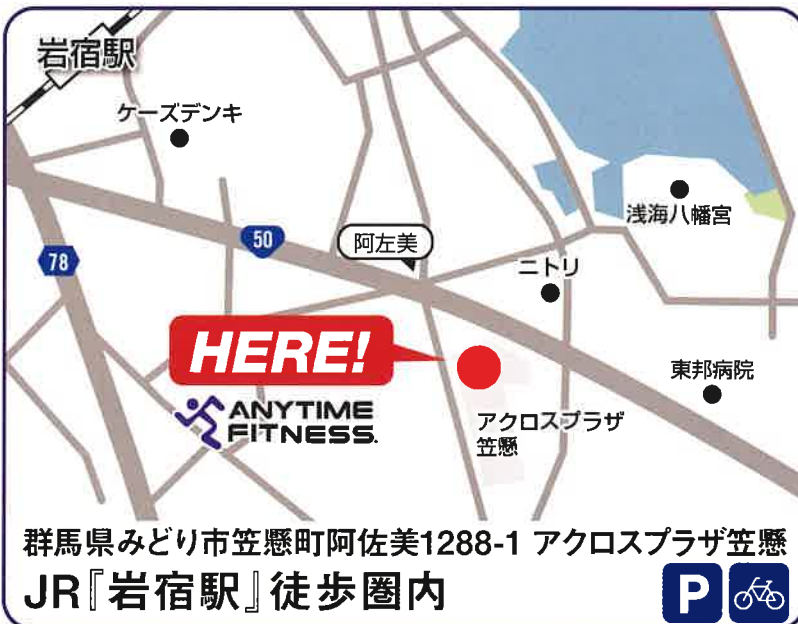 岩宿駅
ケーズデンキ
浅海八幡宮
阿左美
50
78
ニトリ
HERE!
東邦病院
ANYTIME
FITNESS.
アクロスプラザ
笠懸
群馬県みどり市笠懸町阿佐美1288-1 アクロスプラザ笠懸
JR『岩宿駅』徒歩圏内
P